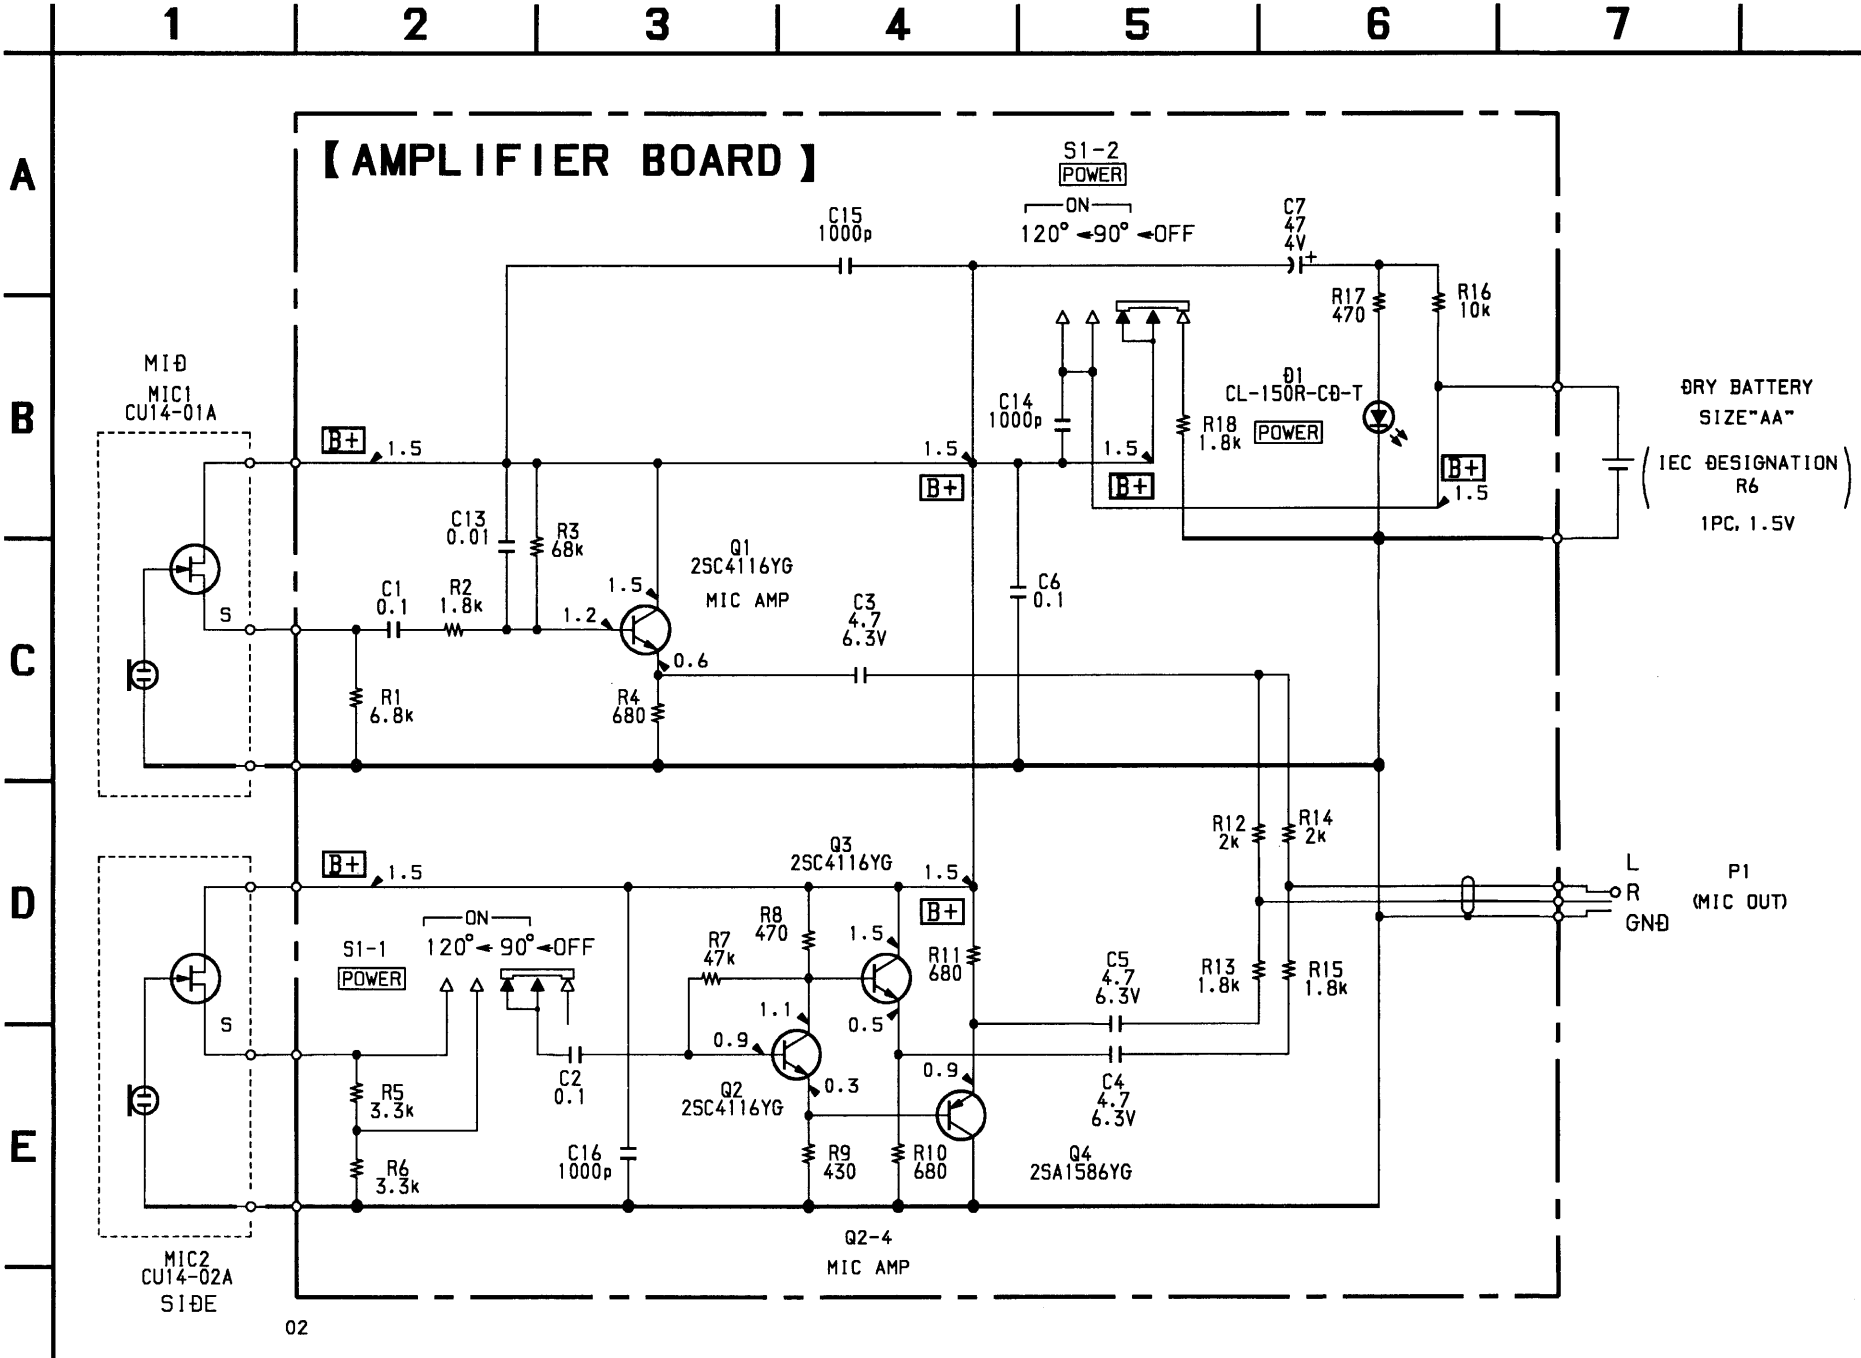 1 2 3 4 5 6 7
A
B
C
D
E
【AMPLIFIER BOARD】
S1-2
POWER
ON
120° ◄90° ◄OFF
C15
1000p
C7
47
4V
+
R17
470
R16
10k
MID
MIC1
CU14-01A
B+
1.5
C14
1000p
1.5
B+
1.5
B+
R18
1.8k
D1
CL-150R-CD-T
POWER
B+
1.5
DRY BATTERY
SIZE"AA"
(IEC DESIGNATION)
R6
1PC, 1.5V
C13
0.01
R3
68k
Q1
2SC4116YG
MIC AMP
1.5
1.2
0.6
C1
0.1
R2
1.8k
S
R1
6.8k
R4
680
C3
4.7
6.3V
C6
0.1
R12
2k
R14
2k
B+
1.5
Q3
2SC4116YG
1.5
B+
L
R
GND
P1
(MIC OUT)
ON
120°◄ 90°◄OFF
S1-1
POWER
R8
470
R7
47k
1.5
R11
680
C5
4.7
6.3V
R13
1.8k
R15
1.8k
S
1.1
0.5
0.9
0.3
0.9
C2
0.1
Q2
2SC4116YG
C4
4.7
6.3V
R5
3.3k
R6
3.3k
C16
1000p
R9
430
R10
680
Q4
2SA1586YG
Q2-4
MIC AMP
MIC2
CU14-02A
SIDE
02